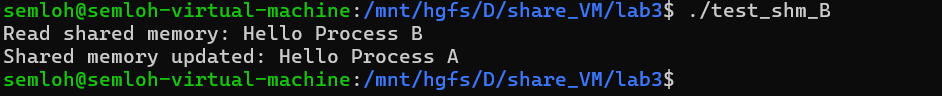 semloh@semloh-virtual-machine:/mnt/hgfs/D/share_VM/lab3$ ./test_shm_B
Read shared memory: Hello Process B
Shared memory updated: Hello Process A
semloh@semloh-virtual-machine:/mnt/hgfs/D/share_VM/lab3$